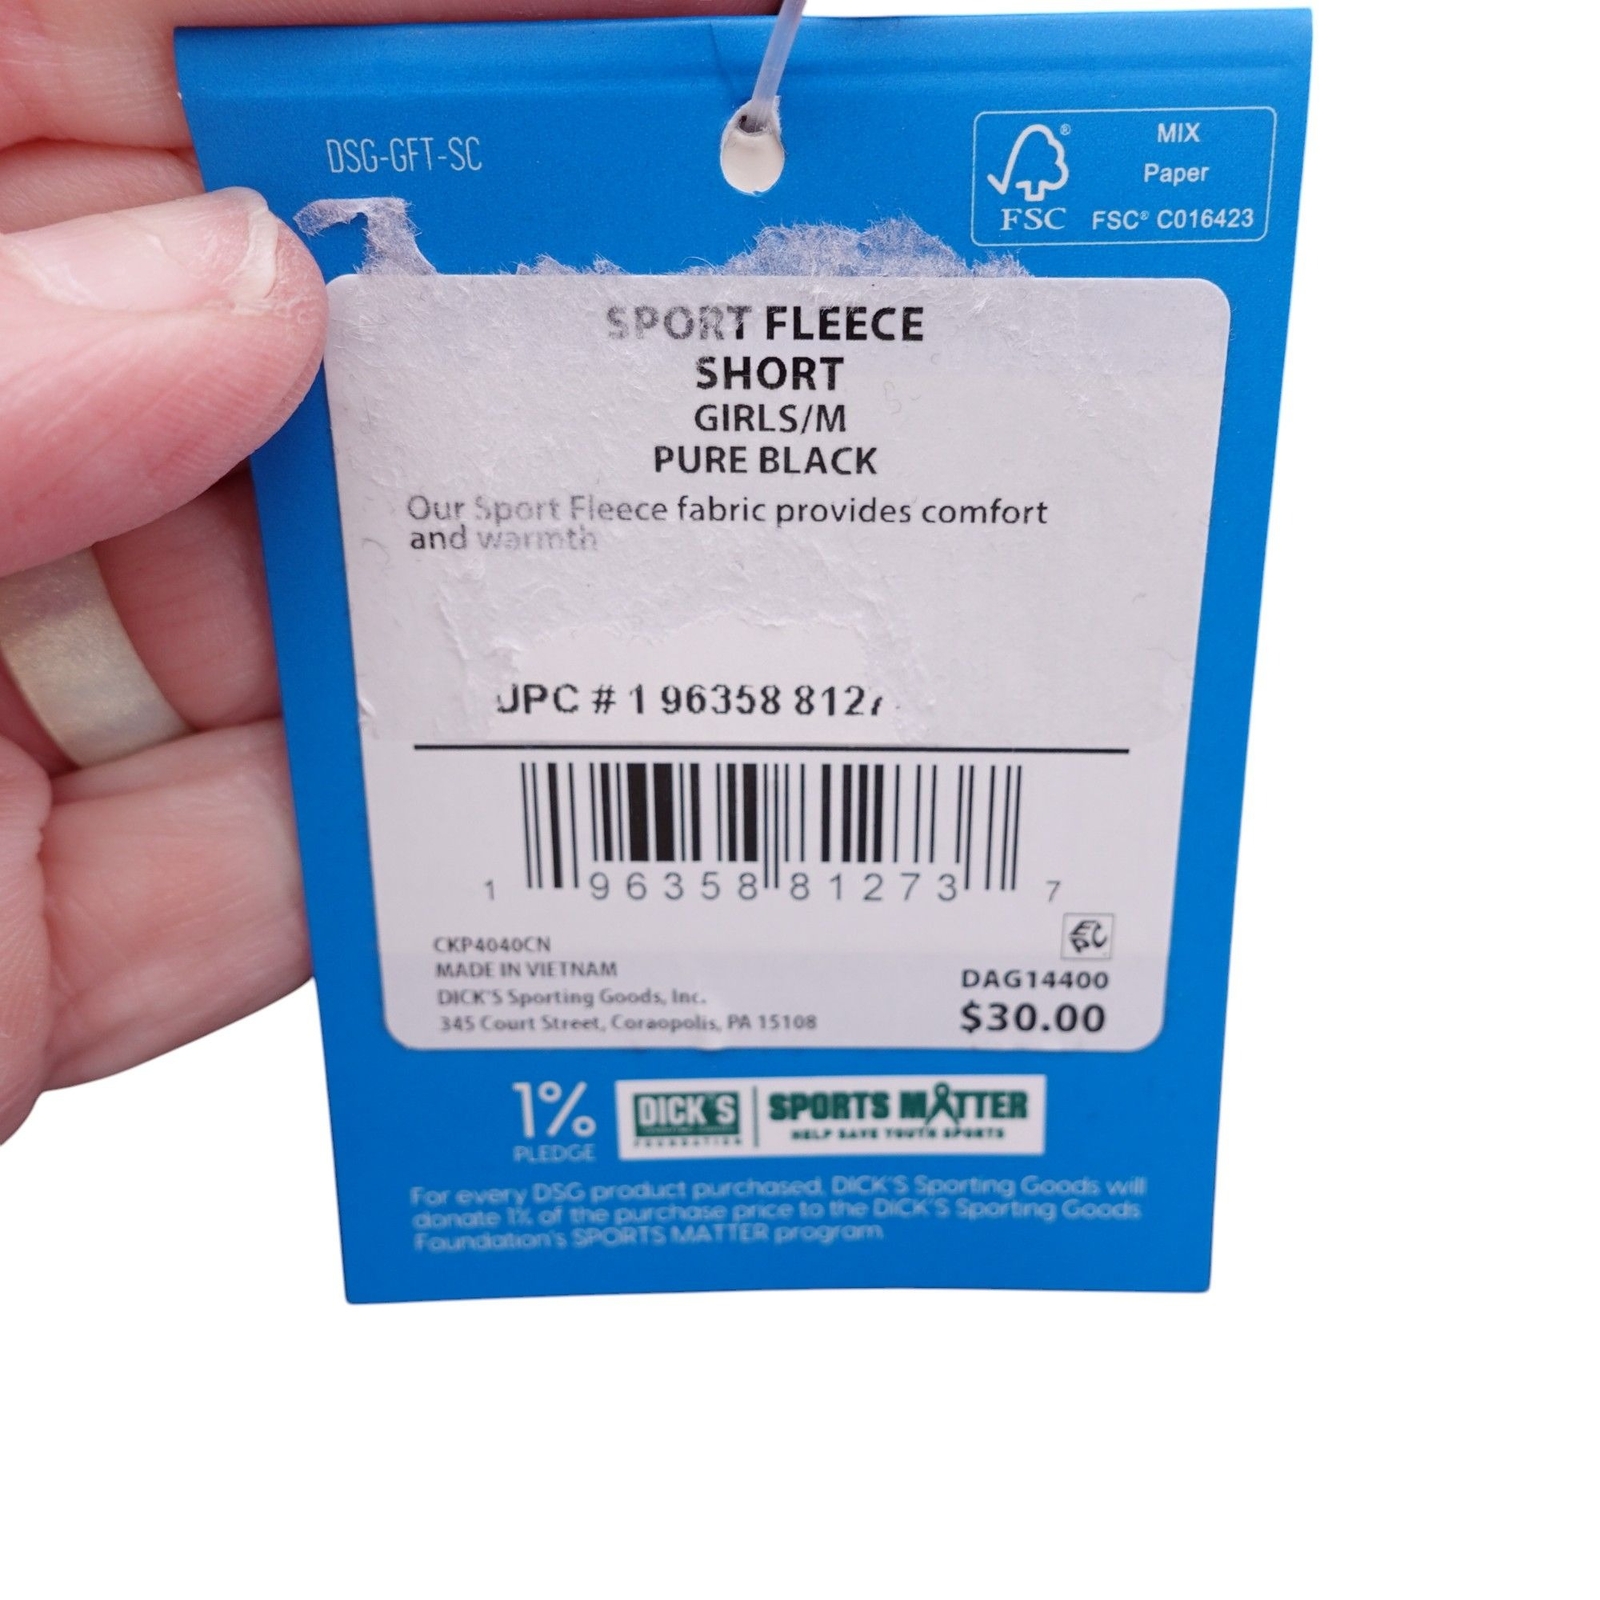 DSG-GFT-SC
MIX
Paper
FSC® C016423
FSC
SPORT FLEECE
SHORT
GIRLS/M
PURE BLACK
Our Sport Fleece fabric provides comfort
and warmth
UPC # 1 96358 8127
1 96358 81273 7
CKP4040CN
MADE IN VIETNAM
DICK'S Sporting Goods, Inc.
345 Court Street, Coraopolis, PA 15108
DAG14400
$30.00
1%
PLEDGE
DICK'S
FOUNDATION
SPORTS MATTER
HELP SAVE YOUTH SPORTS
For every DSG product purchased, DICK'S Sporting Goods will
donate 1% of the purchase price to the DICK'S Sporting Goods
Foundation's SPORTS MATTER program